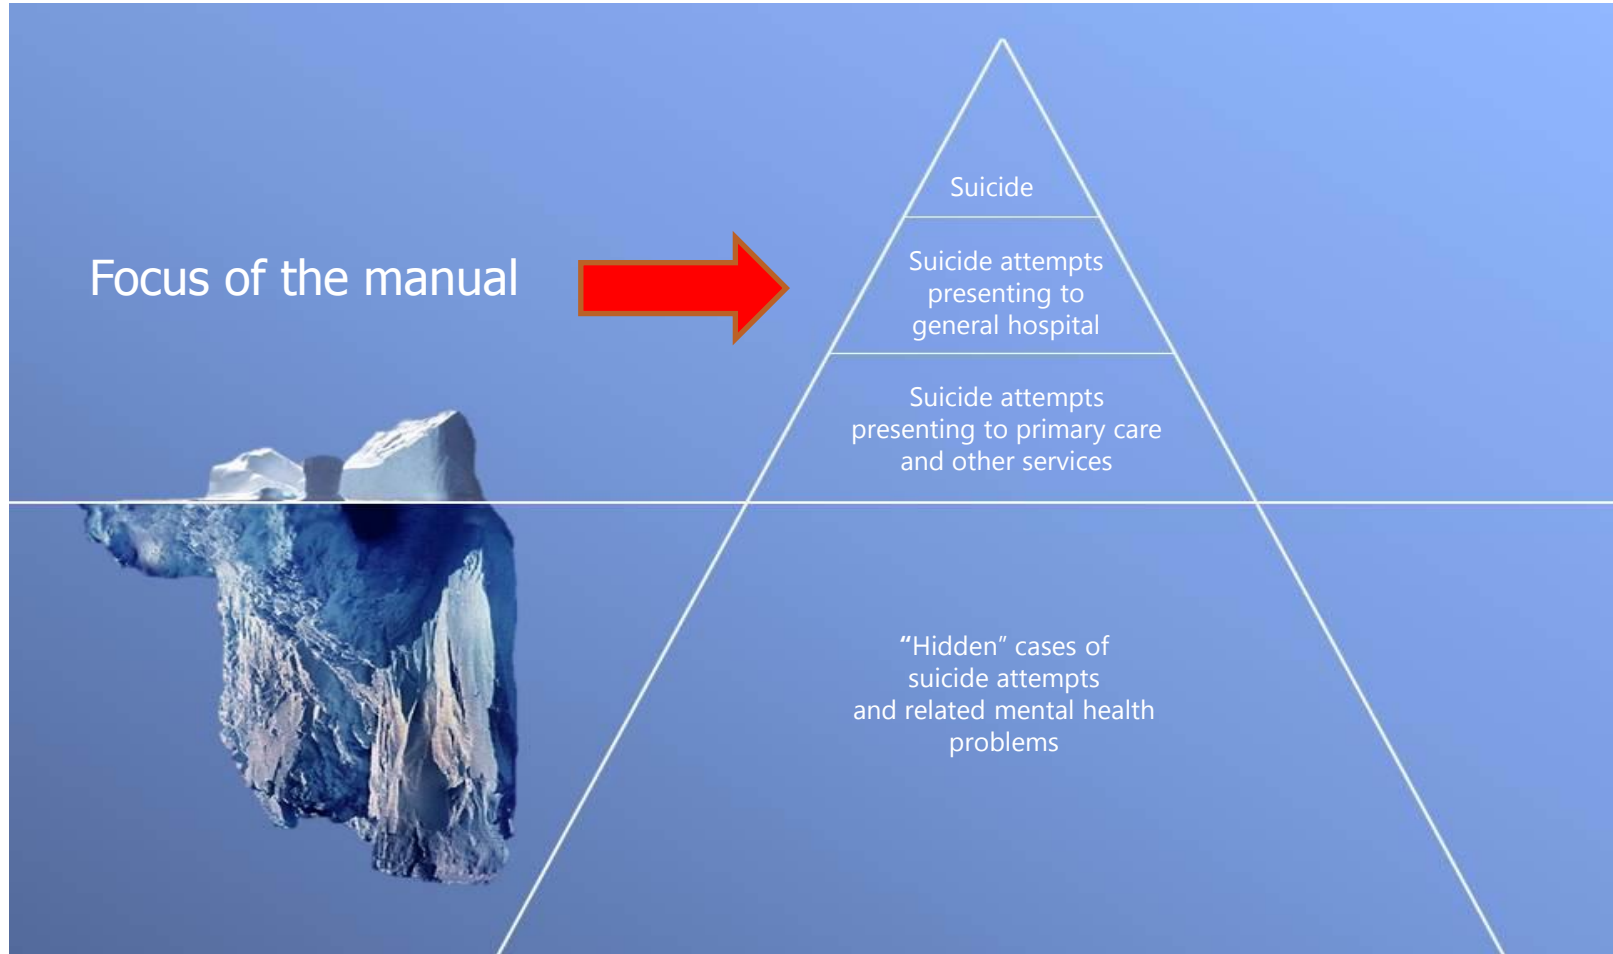 Suicide
Focus of the manual
Suicide attempts
presenting to
general hospital
Suicide attempts
presenting to primary care
and other services
“Hidden” cases of
suicide attempts
and related mental health
problems